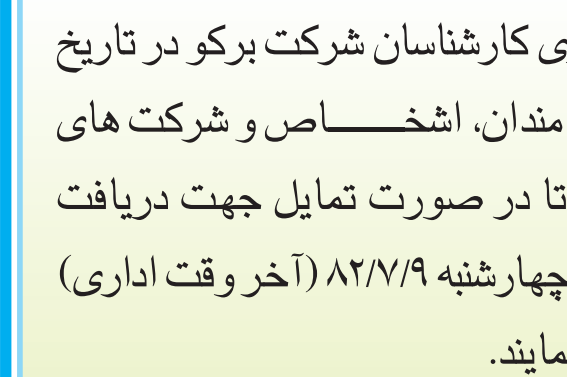 ی کارشناسان شرکت برکو در تاریخ
مندان، اشخـــــاص و شرکت های
تا در صورت تمایل جهت دریافت
چهارشنبه ۸۲/۷/۹ (آخر وقت اداری)
مایند.